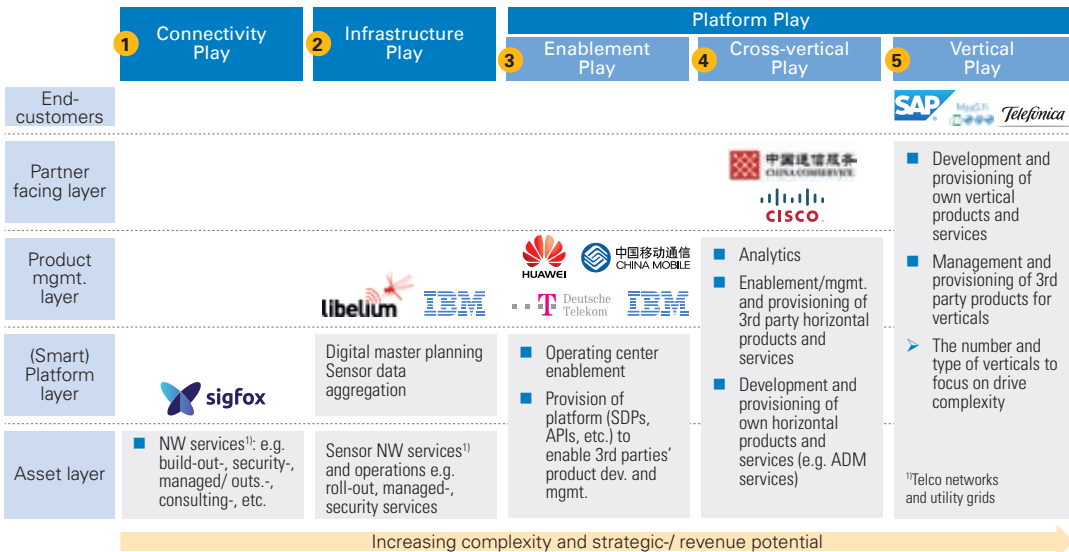 Platform Play
1 Connectivity
Play
2 Infrastructure
Play
3 Enablement
Play
4 Cross-vertical
Play
5 Vertical
Play
End-
customers
SAP
MaaS.Fi
Telefónica
Partner
facing layer
中國通信服务
CHINA COMSERVICE
CISCO
Product
mgmt.
layer
libelium
IBM
HUAWEI
中国移动通信
CHINA MOBILE
T Deutsche
Telekom
IBM
(Smart)
Platform
layer
sigfox
Digital master planning
Sensor data
aggregation
Asset layer
■ NW services1): e.g.
build-out-, security-,
managed/ outs.-,
consulting-, etc.
Sensor NW services1)
and operations e.g.
roll-out, managed-,
security services
■ Operating center
enablement
■ Provision of
platform (SDPs,
APIs, etc.) to
enable 3rd parties’
product dev. and
mgmt.
■ Analytics
■ Enablement/mgmt.
and provisioning of
3rd party horizontal
products and
services
■ Development and
provisioning of
own horizontal
products and
services (e.g. ADM
services)
■ Development and
provisioning of
own vertical
products and
services
■ Management and
provisioning of 3rd
party products for
verticals
➤ The number and
type of verticals to
focus on drive
complexity
1)Telco networks
and utility grids
Increasing complexity and strategic-/ revenue potential